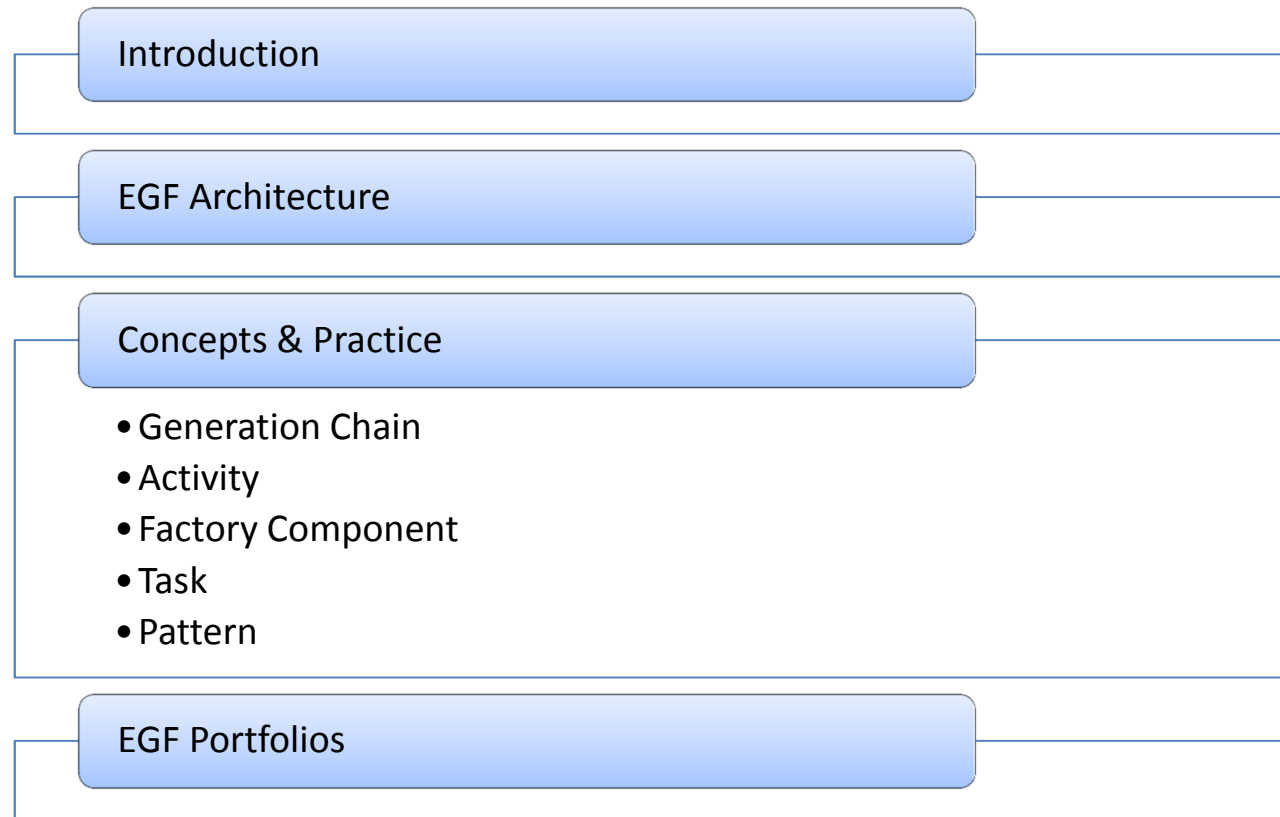 Introduction
EGF Architecture
Concepts & Practice
• Generation Chain
• Activity
• Factory Component
• Task
• Pattern
EGF Portfolios